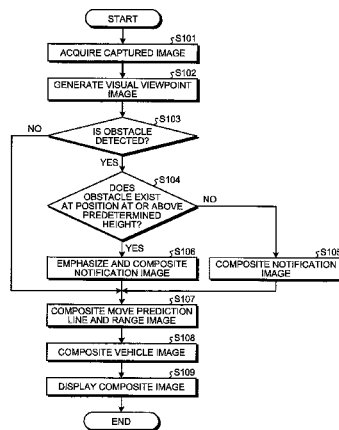 START
S101
ACQUIRE CAPTURED IMAGE
S102
GENERATE VISUAL VIEWPOINT
IMAGE
S103
NO
IS OBSTACLE
DETECTED?
YES
S104
DOES
OBSTACLE EXIST
AT POSITION AT OR ABOVE
PREDETERMINED
HEIGHT?
NO
YES
S106
S105
EMPHASIZE AND COMPOSITE
NOTIFICATION IMAGE
COMPOSITE NOTIFICATION
IMAGE
S107
COMPOSITE MOVE PREDICTION
LINE AND RANGE IMAGE
S108
COMPOSITE VEHICLE IMAGE
S109
DISPLAY COMPOSITE IMAGE
END